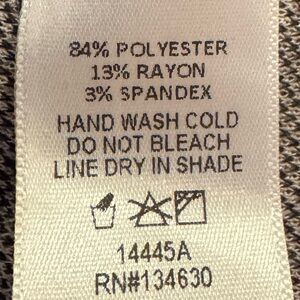 84% POLYESTER
13% RAYON
3% SPANDEX
HAND WASH COLD
DO NOT BLEACH
LINE DRY IN SHADE
14445A
RN#134630